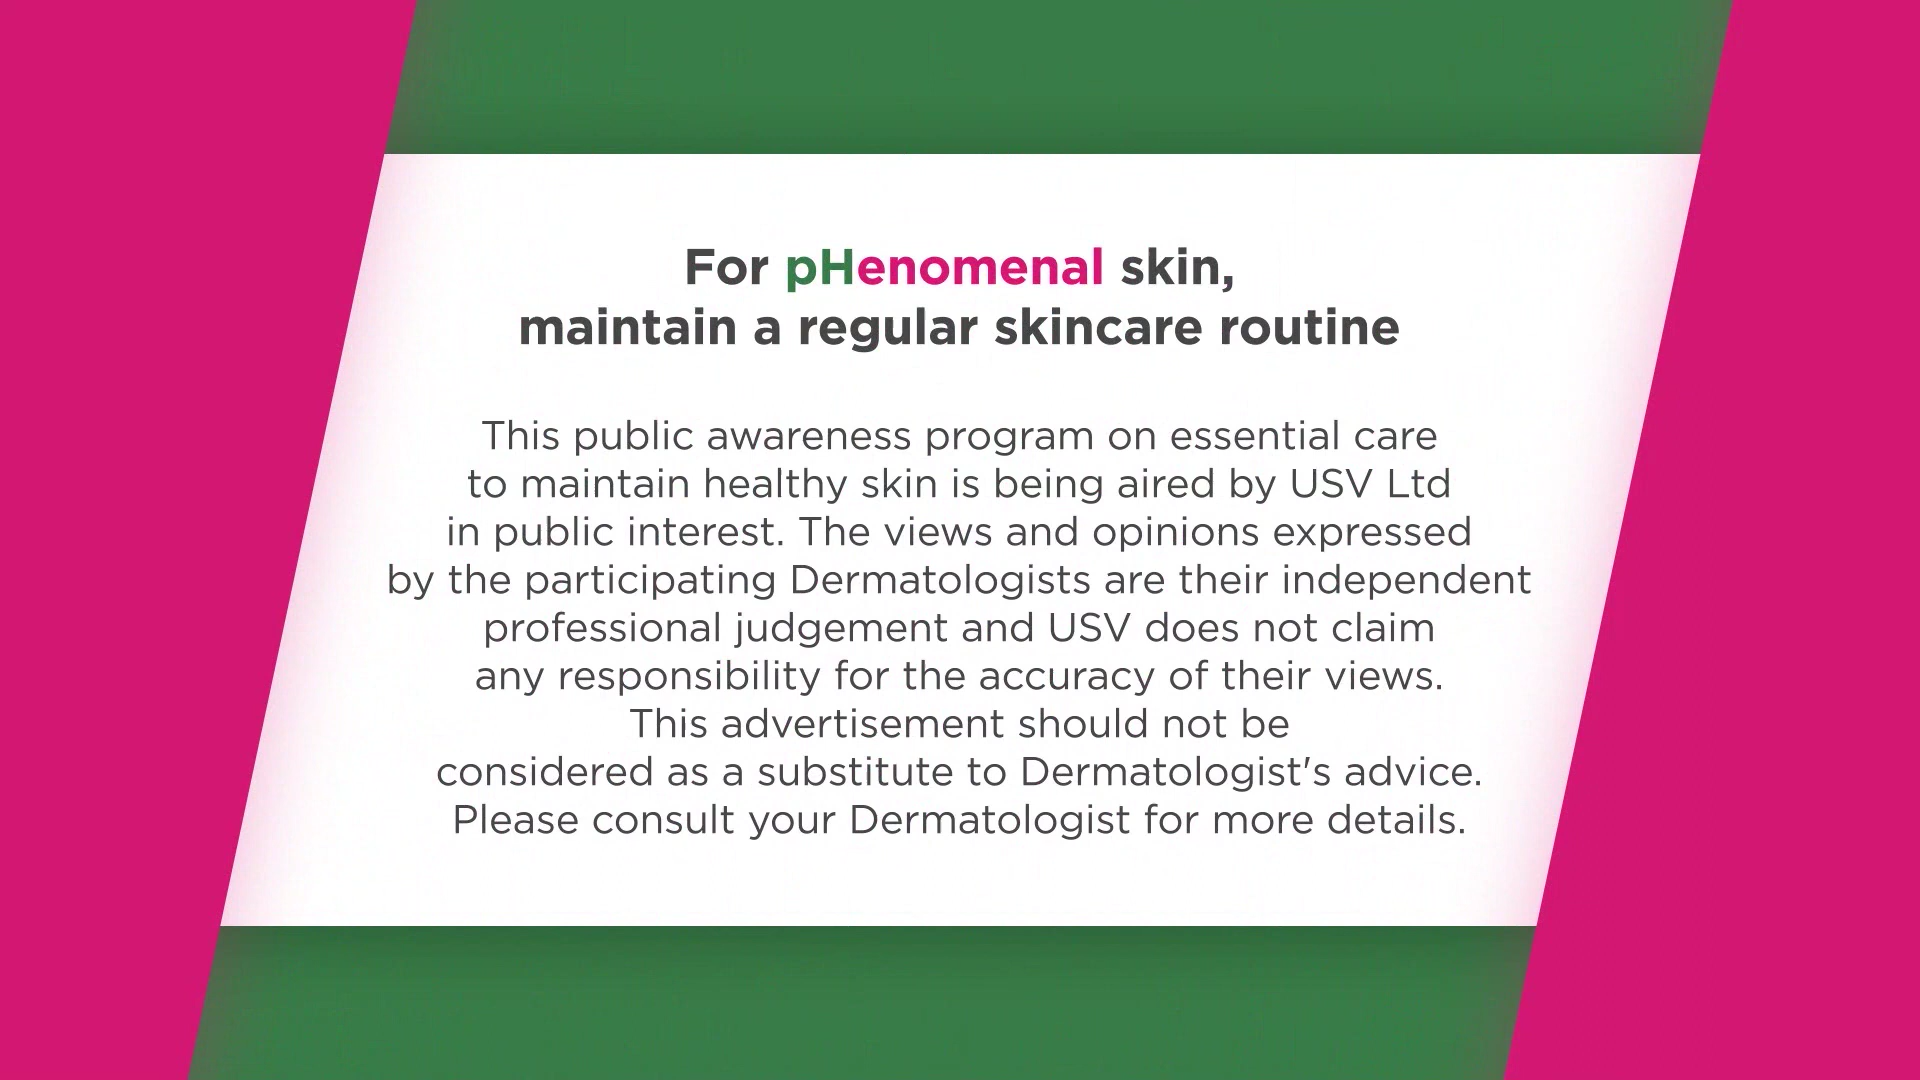 For pHenomenal skin,
maintain a regular skincare routine
This public awareness program on essential care
to maintain healthy skin is being aired by USV Ltd
in public interest. The views and opinions expressed
by the participating Dermatologists are their independent
professional judgement and USV does not claim
any responsibility for the accuracy of their views.
This advertisement should not be
considered as a substitute to Dermatologist's advice.
Please consult your Dermatologist for more details.